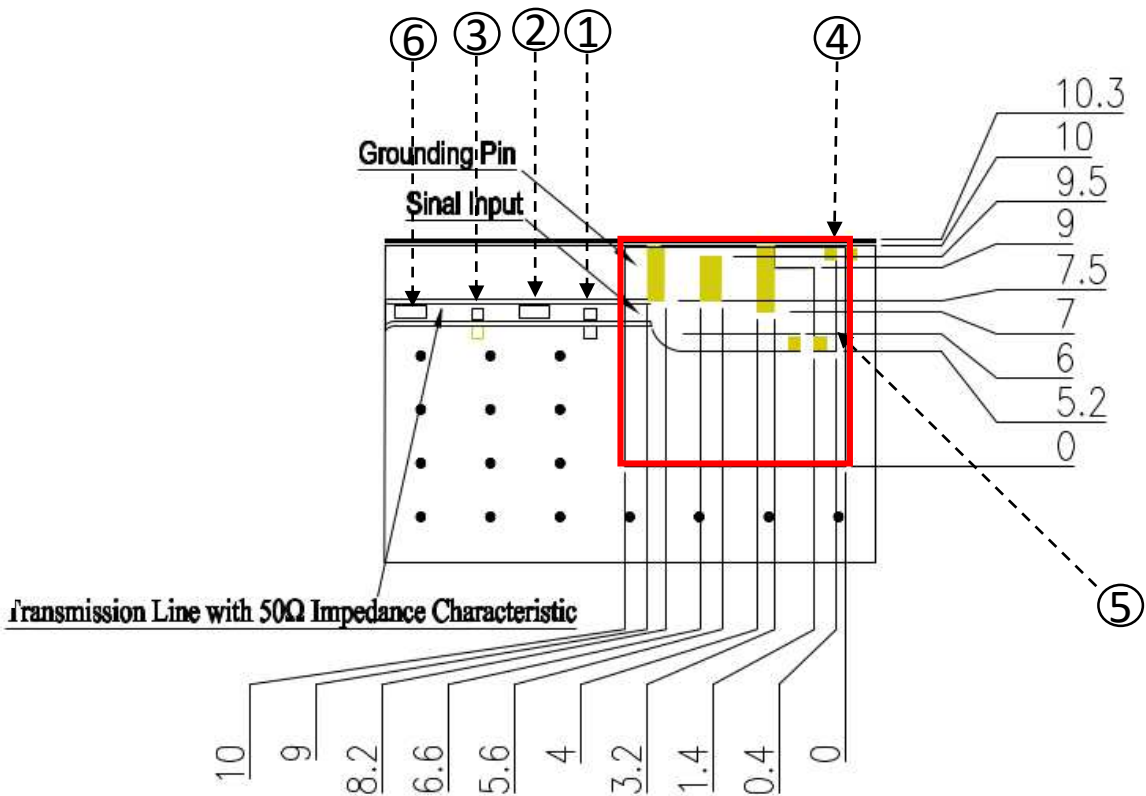 ⑥ ③ ② ① ④
10.3
10
Grounding Pin
9.5
Sinal Input
9
7.5
7
6
5.2
0
⑤
Transmission Line with 50Ω Impedance Characteristic
10 9 8.2 6.6 5.6 4 3.2 1.4 0.4 0